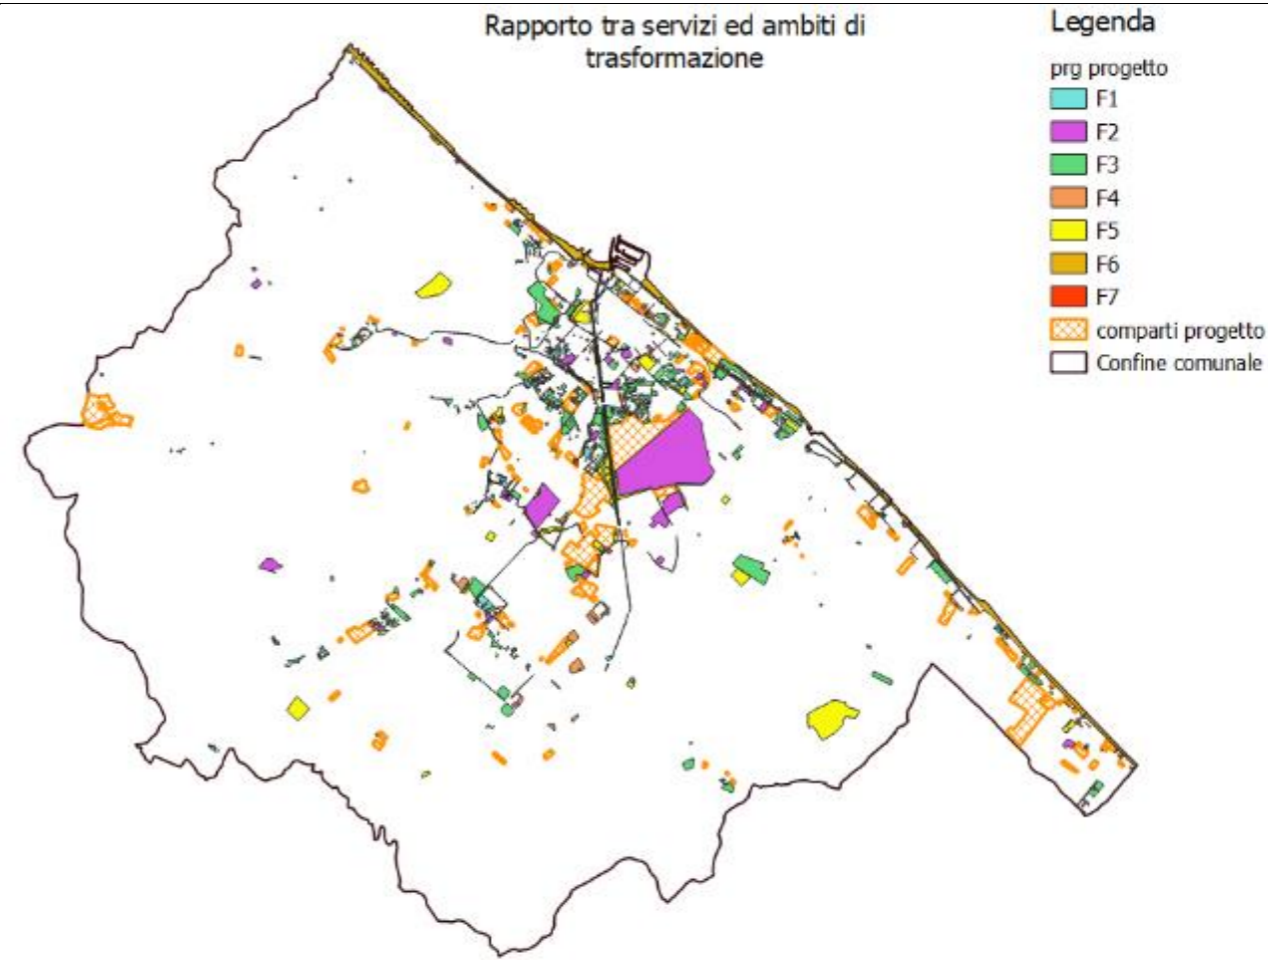 Rapporto tra servizi ed ambiti di
trasformazione
Legenda
prg progetto
F1
F2
F3
F4
F5
F6
F7
comparti progetto
Confine comunale